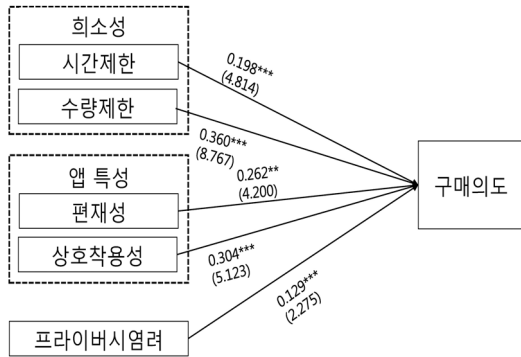 희소성
시간제한
수량제한
0.198***
(4.814)
0.360***
(8.767)
앱 특성
편재성
상호착용성
0.262**
(4.200)
0.304***
(5.123)
구매의도
프라이버시염려
0.129***
(2.275)